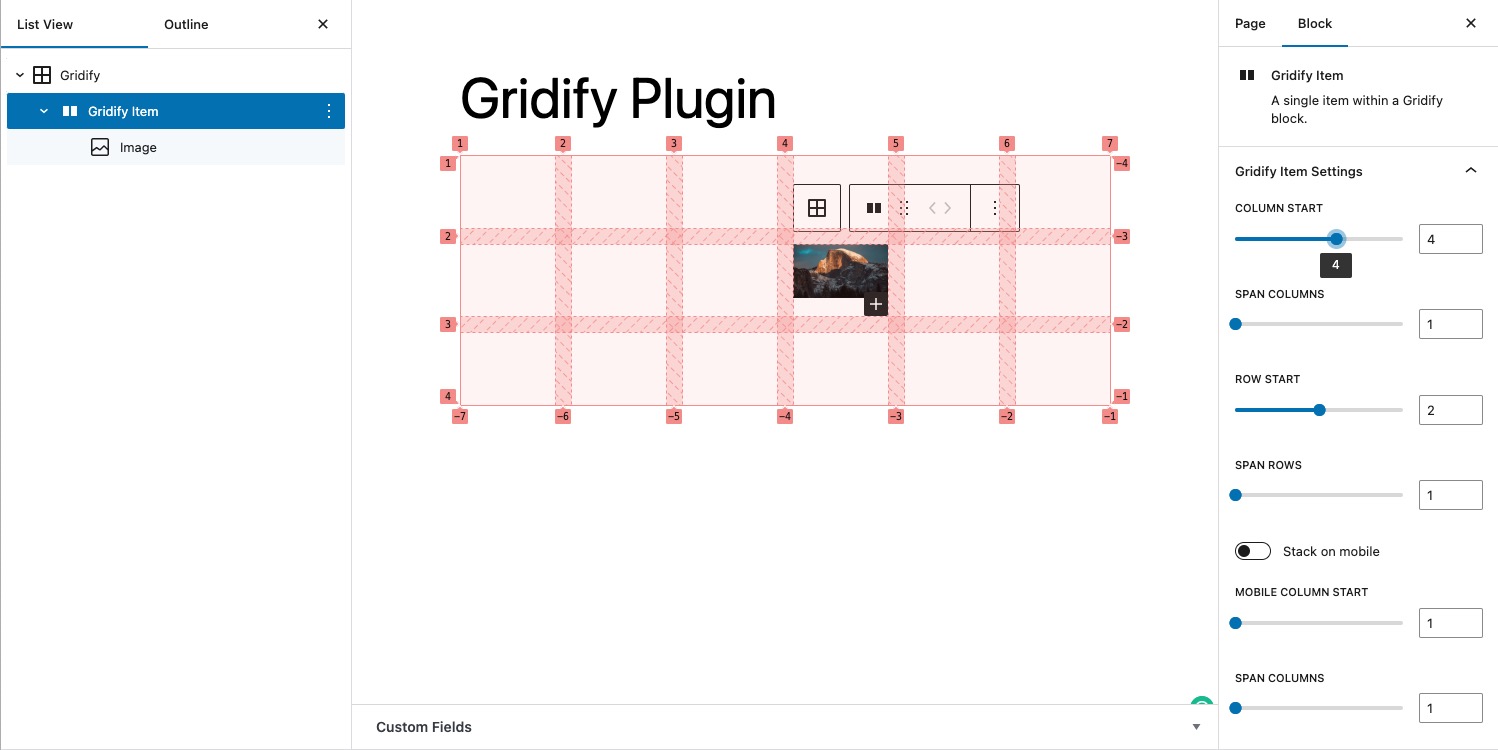 List View
Outline
Gridify
Gridify Item
Image
Gridify Plugin
1 2 3 4 5 6 7
1 −4
2 −3
3 −2
4 −1
−7 −6 −5 −4 −3 −2 −1
Custom Fields
Page
Block
Gridify Item
A single item within a Gridify
block.
Gridify Item Settings
COLUMN START
4
4
SPAN COLUMNS
1
ROW START
2
SPAN ROWS
1
Stack on mobile
MOBILE COLUMN START
1
SPAN COLUMNS
1